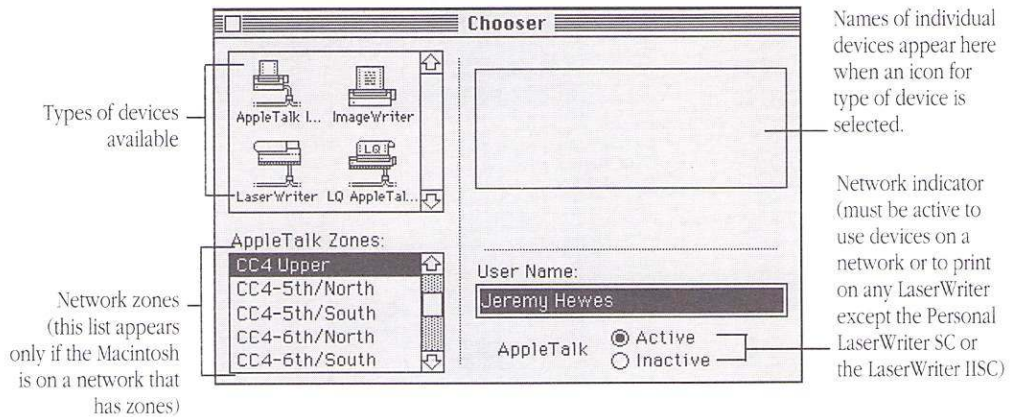 Chooser
Types of devices
available
AppleTalk I...
ImageWriter
LaserWriter
LQ AppleTal...
LQ
AppleTalk Zones:
CC4 Upper
CC4-5th/North
CC4-5th/South
CC4-6th/North
CC4-6th/South
Network zones
(this list appears
only if the Macintosh
is on a network that
has zones)
User Name:
Jeremy Hewes
AppleTalk
Active
Inactive
Names of individual
devices appear here
when an icon for
type of device is
selected.
Network indicator
(must be active to
use devices on a
network or to print
on any LaserWriter
except the Personal
LaserWriter SC or
the LaserWriter IISC)